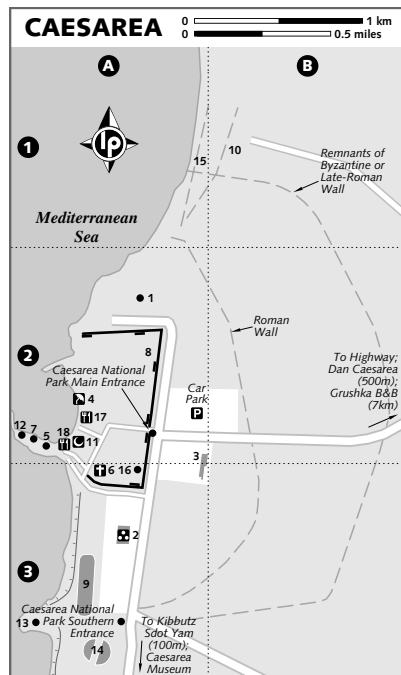 CAESAREA
0 1 km
0 0.5 miles
A
B
1
lp
15
10
Remnants of
Byzantine or
Late-Roman
Wall
Mediterranean
Sea
1
Roman
Wall
8
2
Caesarea National
Park Main Entrance
Car
Park
P
To Highway;
Dan Caesarea
(500m);
Grushka B&B
(7km)
4
17
12
7
5
18
11
6
16
3
2
3
9
Caesarea National
Park Southern
Entrance
13
14
To Kibbutz
Sdot Yam
(100m);
Caesarea
Museum